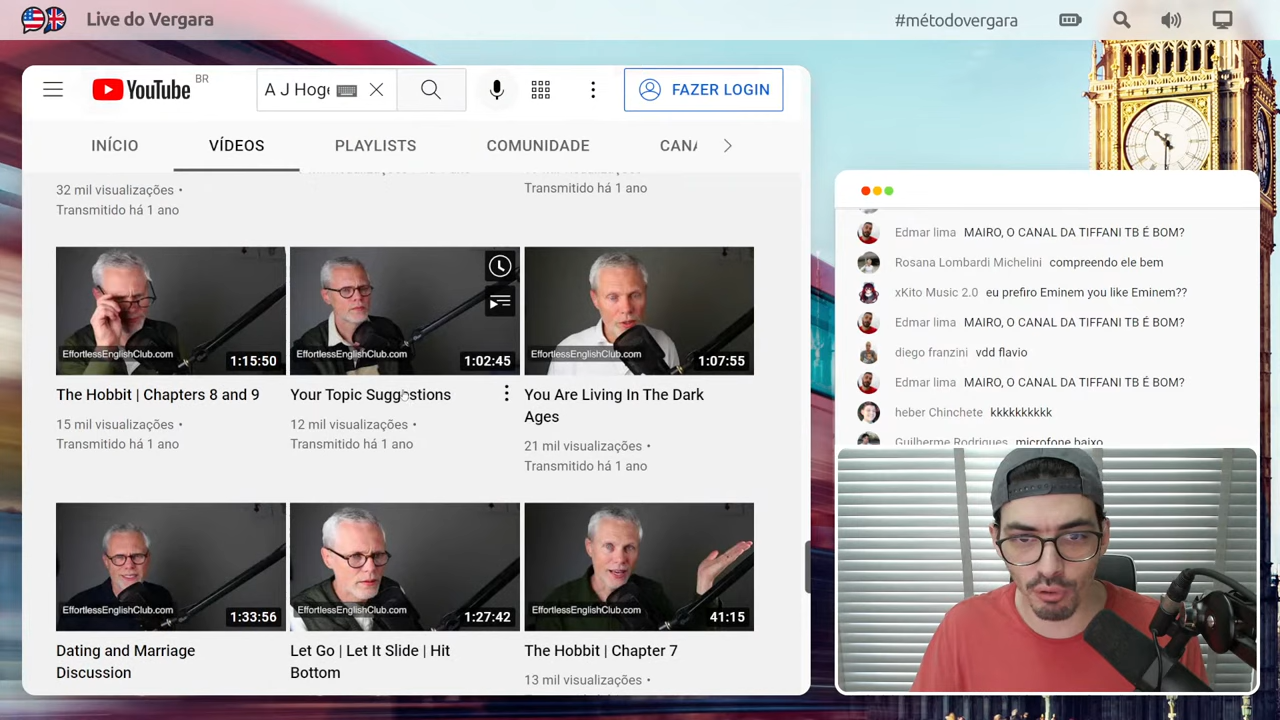 Live do Vergara
#métodovergara
YouTube BR
A J Hoge
FAZER LOGIN
INÍCIO
VÍDEOS
PLAYLISTS
COMUNIDADE
32 mil visualizações •
Transmitido há 1 ano
Transmitido há 1 ano
EffortlessEnglishClub.com
1:15:50
EffortlessEnglishClub.com
1:02:45
EffortlessEnglishClub.com
1:07:55
The Hobbit | Chapters 8 and 9
15 mil visualizações •
Transmitido há 1 ano
Your Topic Suggestions
12 mil visualizações •
Transmitido há 1 ano
You Are Living In The Dark
Ages
21 mil visualizações •
Transmitido há 1 ano
EffortlessEnglishClub.com
1:33:56
EffortlessEnglishClub.com
1:27:42
EffortlessEnglishClub.com
41:15
Dating and Marriage
Discussion
Let Go | Let It Slide | Hit
Bottom
The Hobbit | Chapter 7
13 mil visualizações •
Edmar lima MAIRO, O CANAL DA TIFFANI TB É BOM?
Rosana Lombardi Michelini compreendo ele bem
xKito Music 2.0 eu prefiro Eminem you like Eminem??
Edmar lima MAIRO, O CANAL DA TIFFANI TB É BOM?
diego franzini vdd flavio
Edmar lima MAIRO, O CANAL DA TIFFANI TB É BOM?
heber Chinchete kkkkkkkkkk
Guilherme Rodrigues microfone baixo